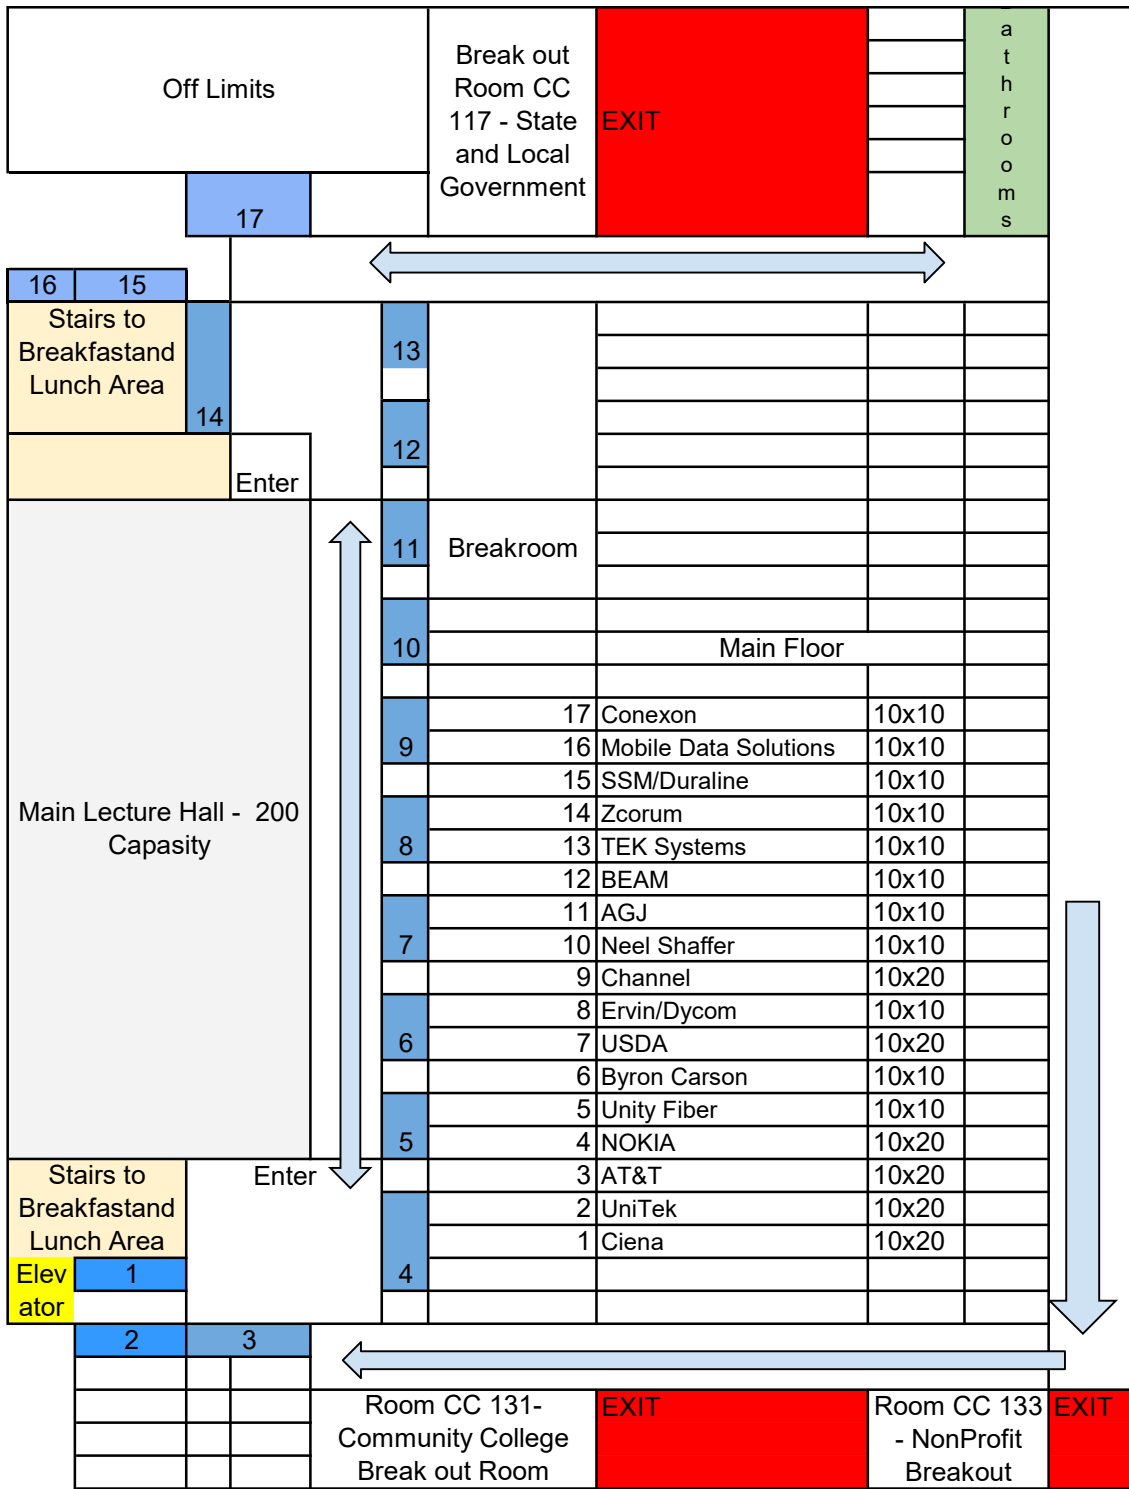 Off Limits
Break out
Room CC
117 - State
and Local
Government
EXIT
a
t
h
r
o
o
m
s
17
16
15
Stairs to
Breakfastand
Lunch Area
14
13
12
Enter
11
Breakroom
10
Main Floor
9
17 Conexon 10x10
16 Mobile Data Solutions 10x10
15 SSM/Duraline 10x10
Main Lecture Hall - 200
Capasity
8
14 Zcorum 10x10
13 TEK Systems 10x10
12 BEAM 10x10
7
11 AGJ 10x10
10 Neel Shaffer 10x10
9 Channel 10x20
6
8 Ervin/Dycom 10x10
7 USDA 10x20
6 Byron Carson 10x10
5
5 Unity Fiber 10x10
4 NOKIA 10x20
3 AT&T 10x20
2 UniTek 10x20
1 Ciena 10x20
Stairs to
Breakfastand
Lunch Area
Enter
Elev
ator
1
4
2
3
Room CC 131-
Community College
Break out Room
EXIT
Room CC 133
- NonProfit
Breakout
EXIT